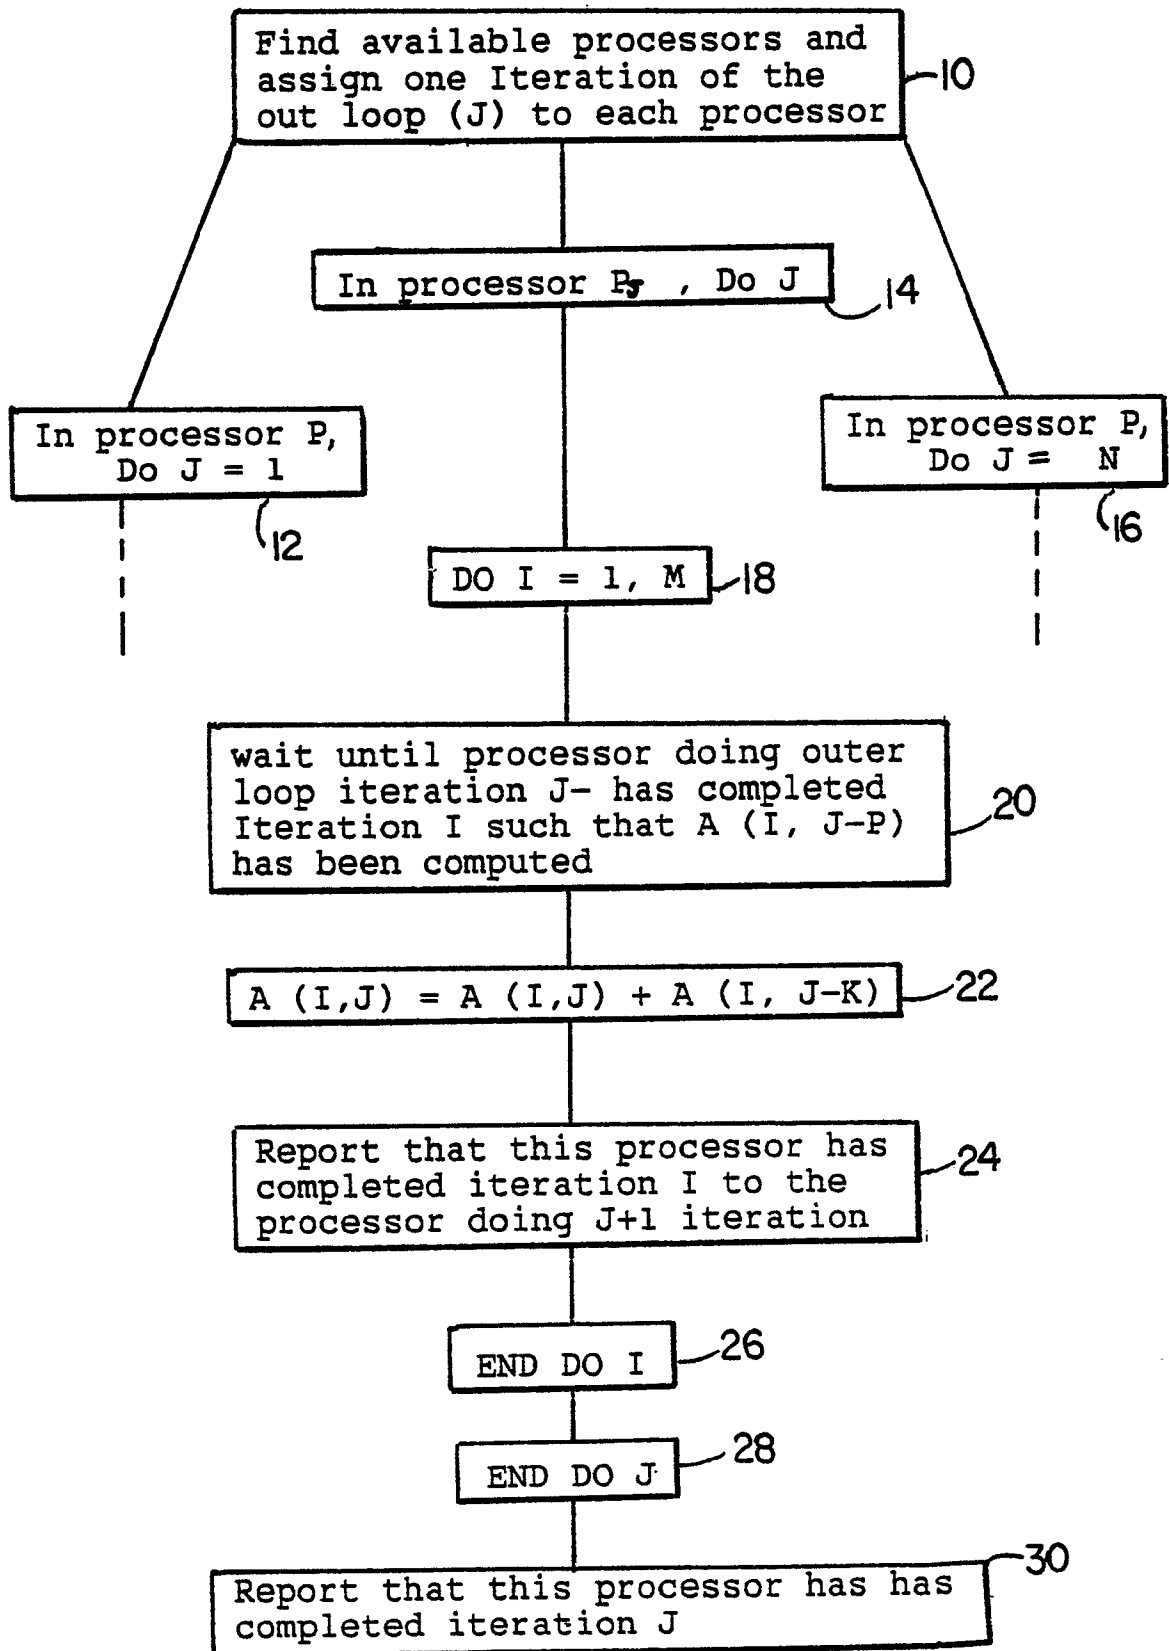 Find available processors and
assign one Iteration of the
out loop (J) to each processor
10
In processor PJ , Do J
14
In processor P,
Do J = 1
12
In processor P,
Do J = N
16
DO I = 1, M
18
wait until processor doing outer
loop iteration J- has completed
Iteration I such that A (I, J-P)
has been computed
20
A (I,J) = A (I,J) + A (I, J-K)
22
Report that this processor has
completed iteration I to the
processor doing J+1 iteration
24
END DO I
26
END DO J
28
Report that this processor has has
completed iteration J
30